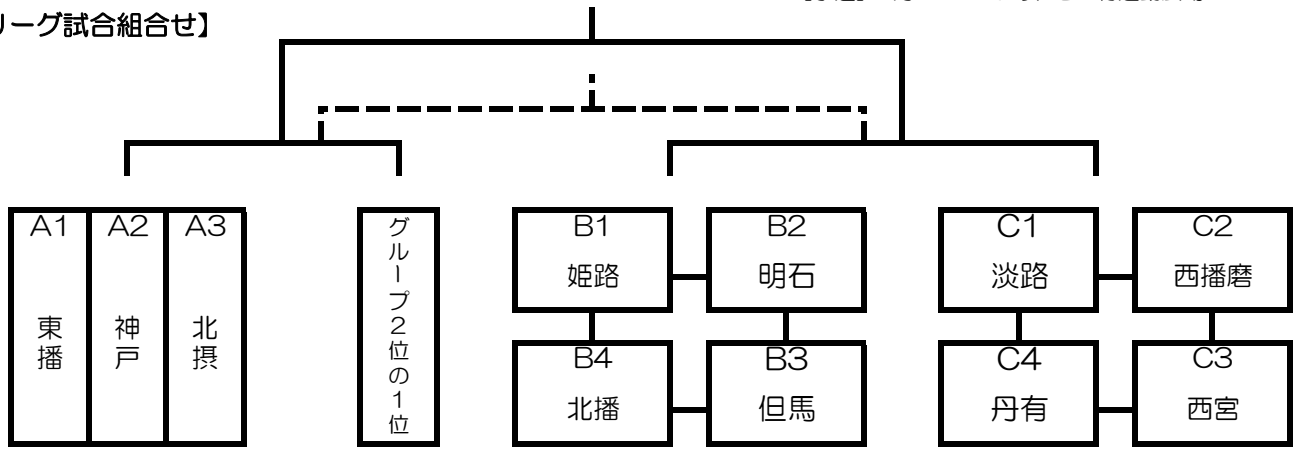 リーグ試合組合せ】
A1
東播
A2
神戸
A3
北摂
グループ2位の1位
B1
姫路
B2
明石
B4
北播
B3
但馬
C1
淡路
C2
西播磨
C4
丹有
C3
西宮